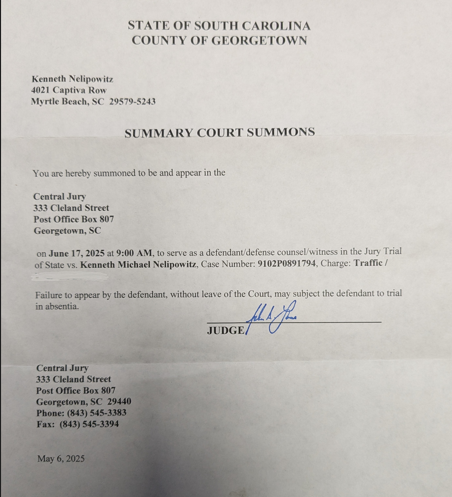 STATE OF SOUTH CAROLINA
COUNTY OF GEORGETOWN
Kenneth Nelipowitz
4021 Captiva Row
Myrtle Beach, SC 29579-5243
SUMMARY COURT SUMMONS
You are hereby summoned to be and appear in the
Central Jury
333 Cleland Street
Post Office Box 807
Georgetown, SC
on June 17, 2025 at 9:00 AM, to serve as a defendant/defense counsel/witness in the Jury Trial
of State vs. Kenneth Michael Nelipowitz, Case Number: 9102P0891794, Charge: Traffic /
Failure to appear by the defendant, without leave of the Court, may subject the defendant to trial
in absentia.
JUDGE
Central Jury
333 Cleland Street
Post Office Box 807
Georgetown, SC 29440
Phone: (843) 545-3383
Fax: (843) 545-3394
May 6, 2025